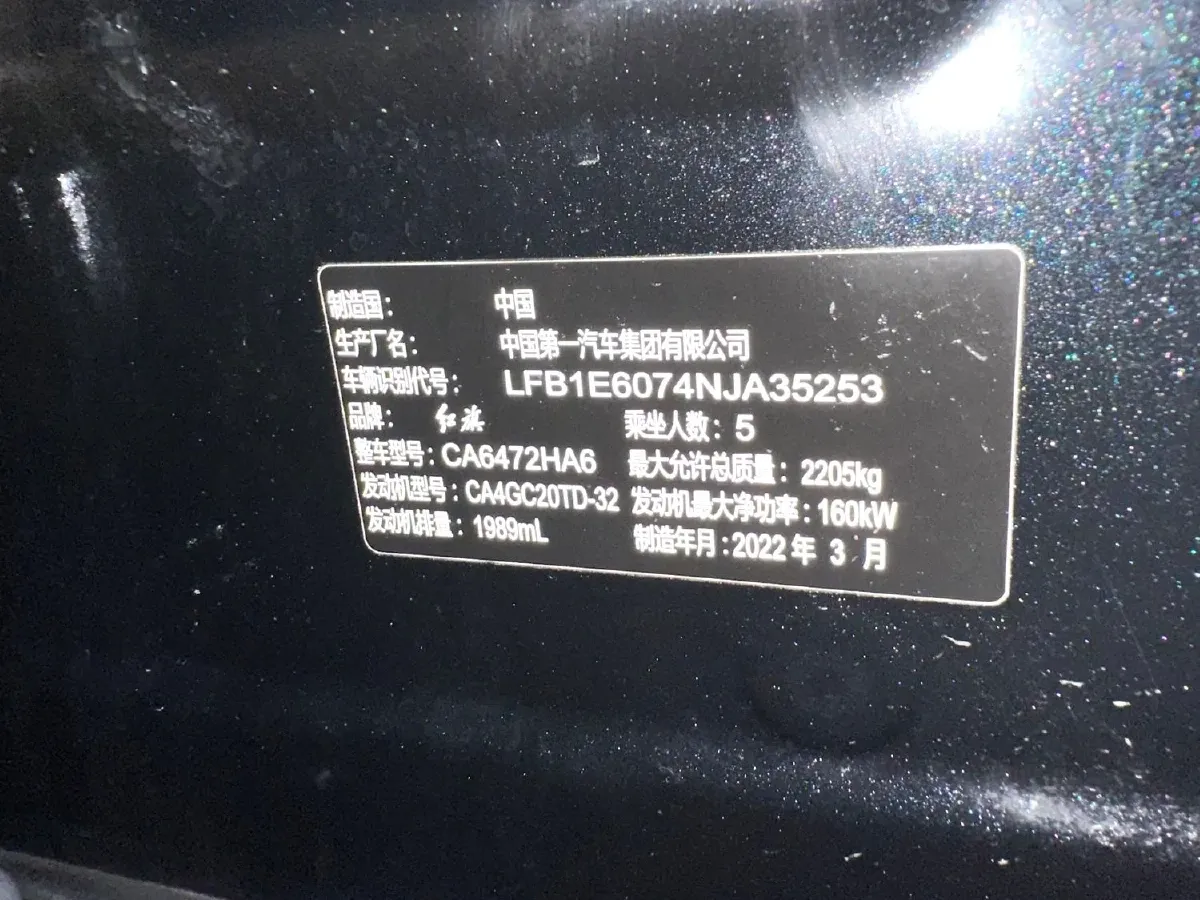 制造国： 中国
生产厂名： 中国第一汽车集团有限公司
车辆识别代号： LFB1E6074NJA35253
品牌： 红旗 乘坐人数：5
整车型号：CA6472HA6 最大允许总质量：2205kg
发动机型号：CA4GC20TD-32 发动机最大净功率：160kW
发动机排量：1989mL 制造年月：2022年 3 月